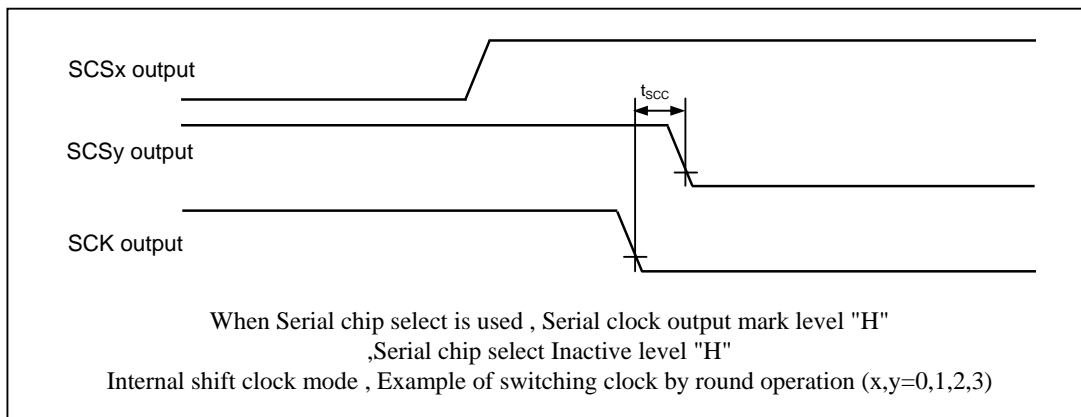 SCSx output
tSCC
SCSy output
SCK output
When Serial chip select is used , Serial clock output mark level "H"
,Serial chip select Inactive level "H"
Internal shift clock mode , Example of switching clock by round operation (x,y=0,1,2,3)